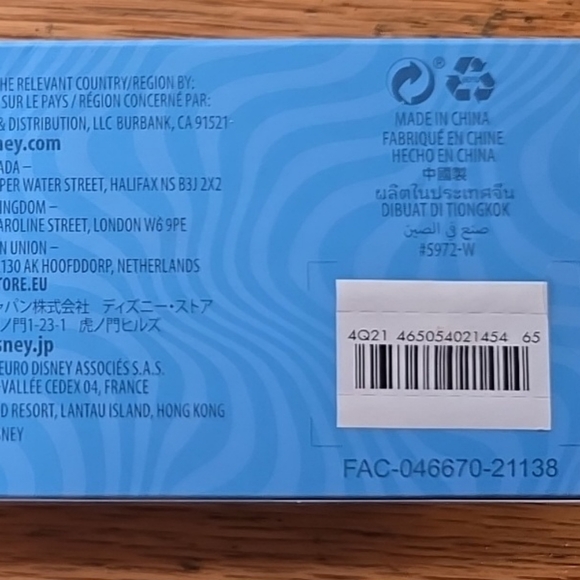 HE RELEVANT COUNTRY/REGION BY:
SUR LE PAYS / RÉGION CONCERNÉ PAR:
& DISTRIBUTION, LLC BURBANK, CA 91521-
ney.com
ADA –
PER WATER STREET, HALIFAX NS B3J 2X2
INGDOM –
AROLINE STREET, LONDON W6 9PE
N UNION –
130 AK HOOFDDORP, NETHERLANDS
TORE.EU
ャパン株式会社 ディズニー・ストア
ノ門1-23-1 虎ノ門ヒルズ
sney.jp
EURO DISNEY ASSOCIÉS S.A.S.
-VALLÉE CEDEX 04, FRANCE
D RESORT, LANTAU ISLAND, HONG KONG
NEY
®
MADE IN CHINA
FABRIQUÉ EN CHINE
HECHO EN CHINA
中國製
ผลิตในประเทศจีน
DIBUAT DI TIONGKOK
صنع في الصين
#5972-W
4Q21 465054021454 65
FAC-046670-21138